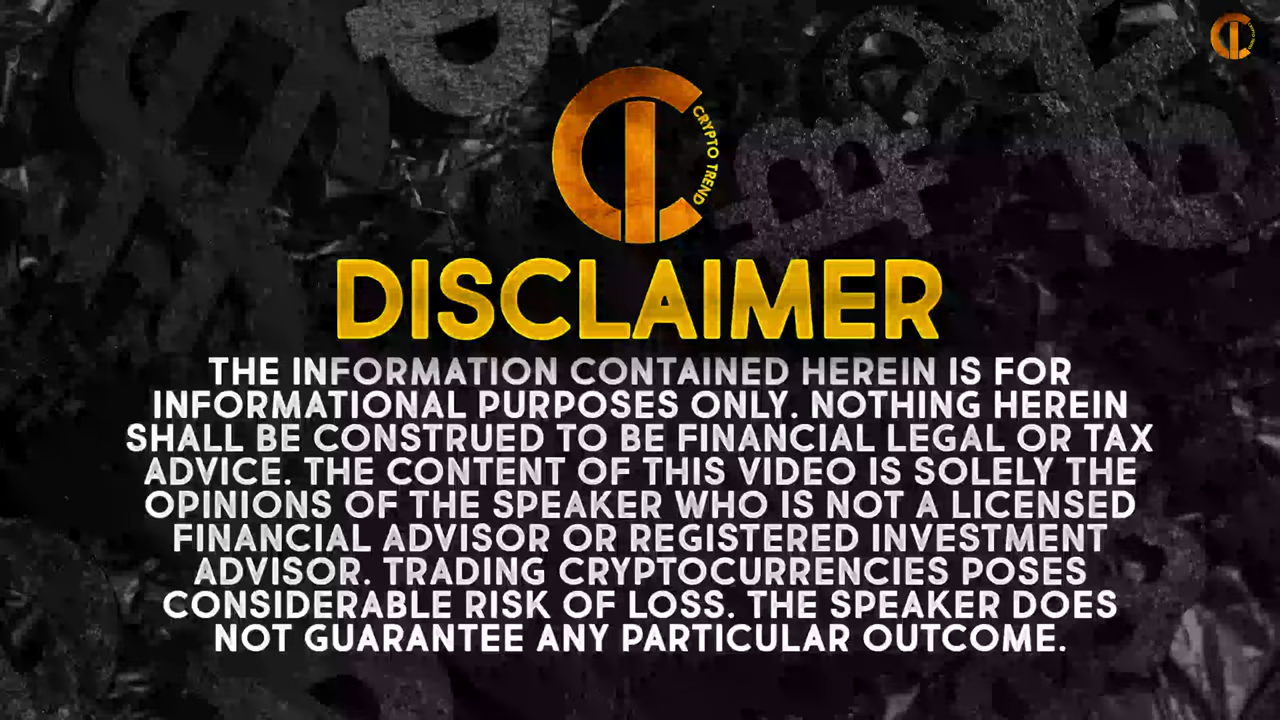 CRYPTO TREND
DISCLAIMER
THE INFORMATION CONTAINED HEREIN IS FOR
INFORMATIONAL PURPOSES ONLY. NOTHING HEREIN
SHALL BE CONSTRUED TO BE FINANCIAL LEGAL OR TAX
ADVICE. THE CONTENT OF THIS VIDEO IS SOLELY THE
OPINIONS OF THE SPEAKER WHO IS NOT A LICENSED
FINANCIAL ADVISOR OR REGISTERED INVESTMENT
ADVISOR. TRADING CRYPTOCURRENCIES POSES
CONSIDERABLE RISK OF LOSS. THE SPEAKER DOES
NOT GUARANTEE ANY PARTICULAR OUTCOME.